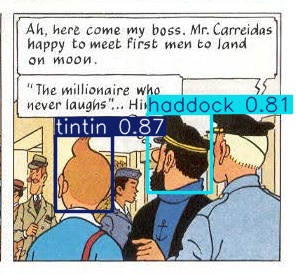 Ah, here come my boss. Mr. Carreidas
happy to meet first men to land
on moon.
"The millionaire who
never laughs"... Hi
haddock 0.81
tintin 0.87